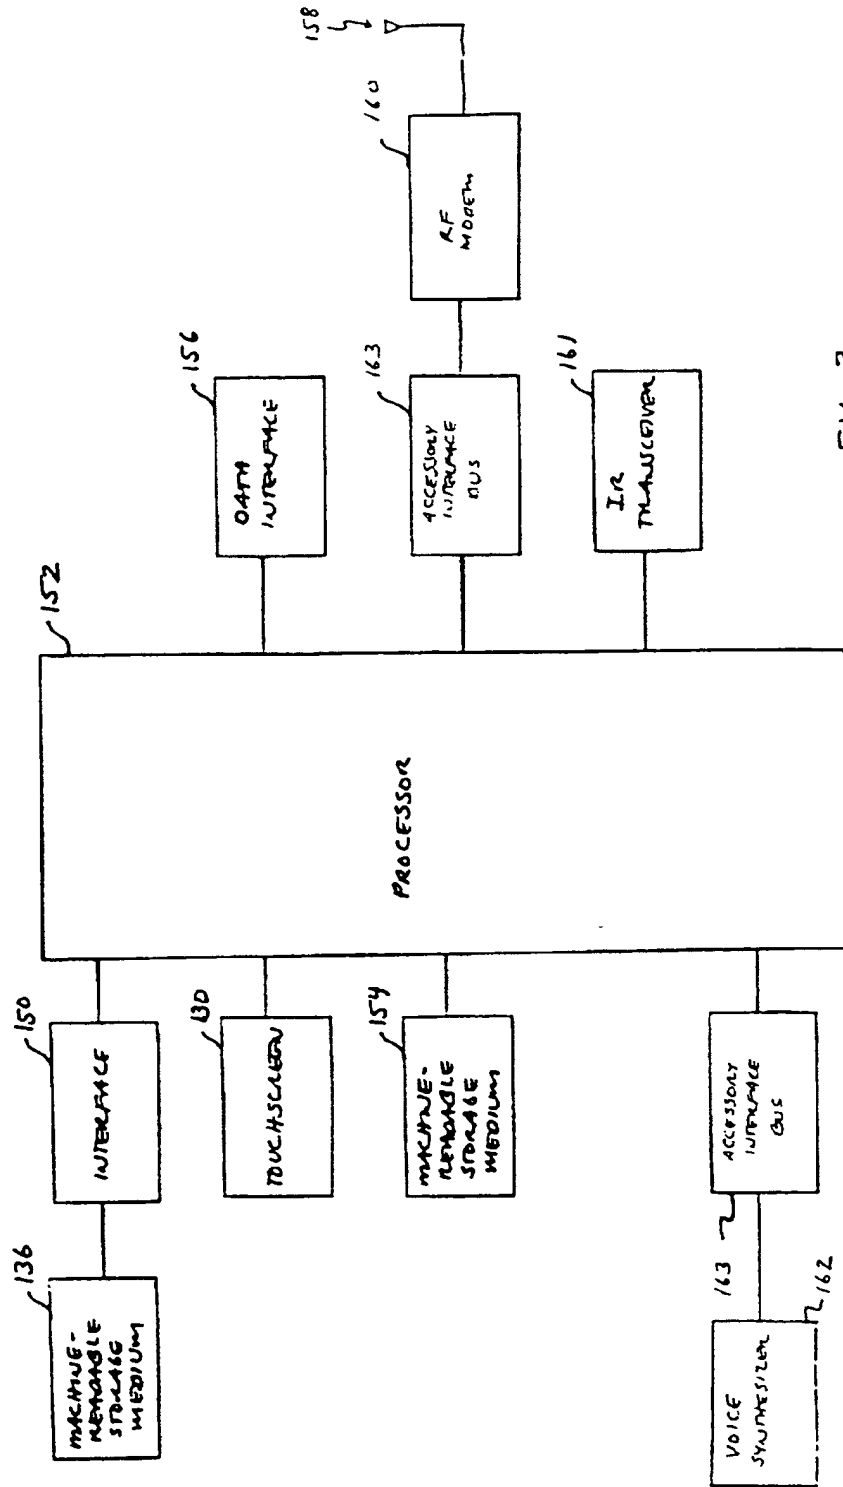 136
MACHINE-
READABLE
STORAGE
MEDIUM
150
INTERFACE
130
TOUCHSCREEN
154
MACHINE-
READABLE
STORAGE
MEDIUM
163
ACCESSORY
INTERFACE
BUS
162
VOICE
SYNTHESIZER
152
PROCESSOR
156
DATA
INTERFACE
163
ACCESSORY
INTERFACE
BUS
160
RF
MODEM
158
161
IR
TRANSCEIVER